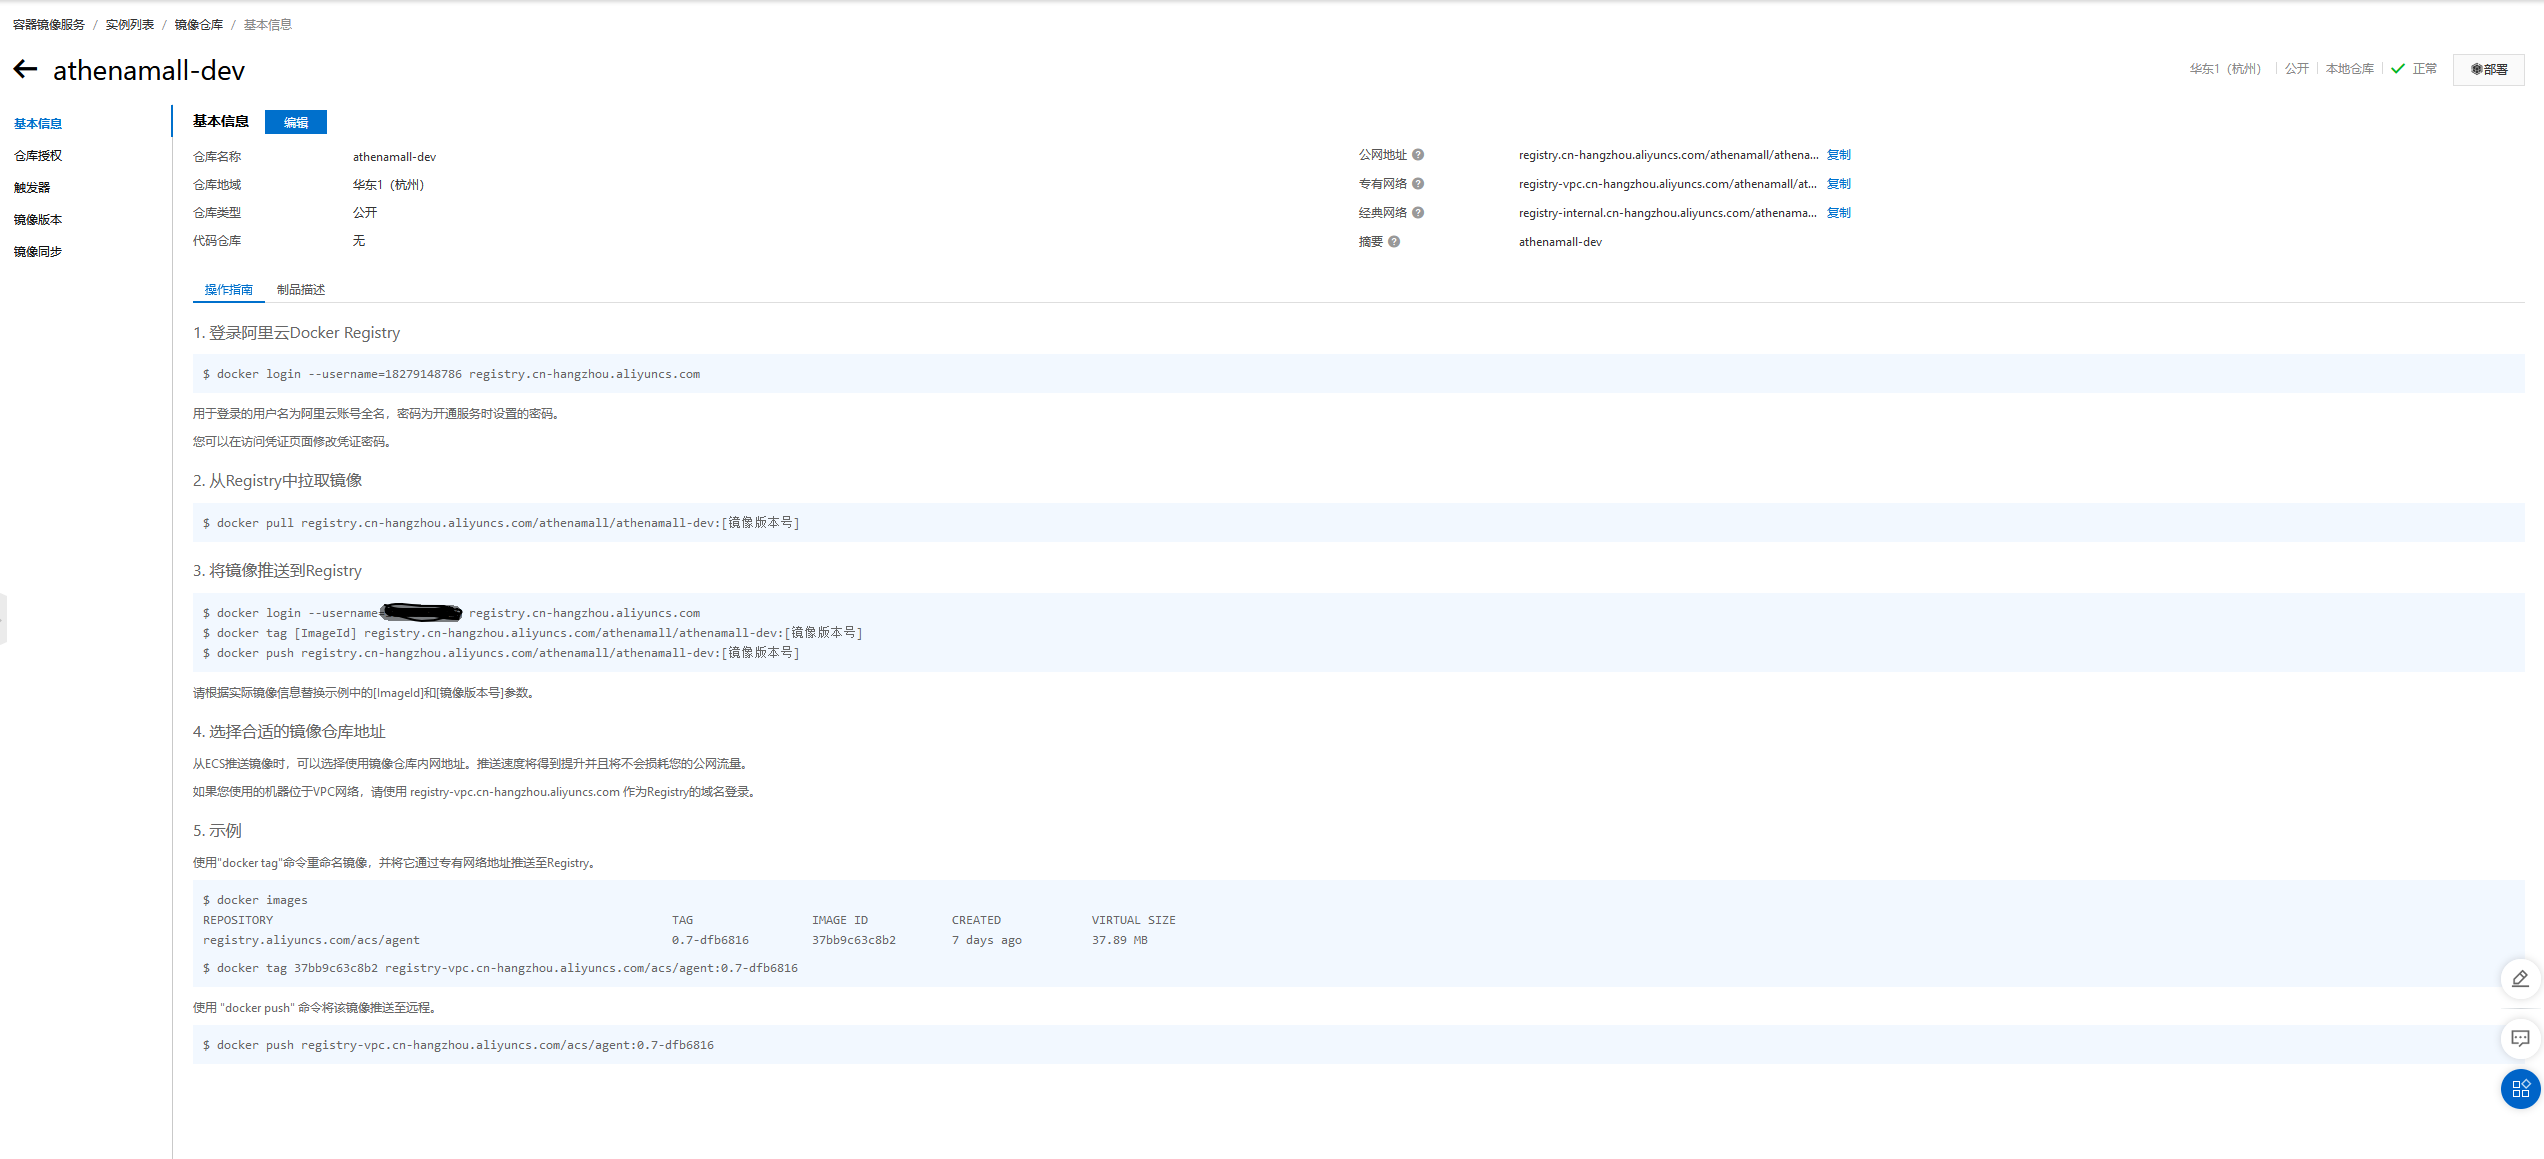 容器镜像服务 / 实例列表 / 镜像仓库 / 基本信息
athenamall-dev
华东1（杭州） 公开 本地仓库 正常 部署
基本信息
仓库授权
触发器
镜像版本
镜像同步
基本信息 编辑
仓库名称 athenamall-dev
仓库地域 华东1（杭州）
仓库类型 公开
代码仓库 无
公网地址 registry.cn-hangzhou.aliyuncs.com/athenamall/athena... 复制
专有网络 registry-vpc.cn-hangzhou.aliyuncs.com/athenamall/at... 复制
经典网络 registry-internal.cn-hangzhou.aliyuncs.com/athenama... 复制
摘要 athenamall-dev
操作指南 制品描述
1. 登录阿里云Docker Registry
$ docker login --username=18279148786 registry.cn-hangzhou.aliyuncs.com
用于登录的用户名为阿里云账号全名，密码为开通服务时设置的密码。
您可以在访问凭证页面修改凭证密码。
2. 从Registry中拉取镜像
$ docker pull registry.cn-hangzhou.aliyuncs.com/athenamall/athenamall-dev:[镜像版本号]
3. 将镜像推送到Registry
$ docker login --username= registry.cn-hangzhou.aliyuncs.com
$ docker tag [ImageId] registry.cn-hangzhou.aliyuncs.com/athenamall/athenamall-dev:[镜像版本号]
$ docker push registry.cn-hangzhou.aliyuncs.com/athenamall/athenamall-dev:[镜像版本号]
请根据实际镜像信息替换示例中的[ImageId]和[镜像版本号]参数。
4. 选择合适的镜像仓库地址
从ECS推送镜像时，可以选择使用镜像仓库内网地址。推送速度将得到提升并且将不会损耗您的公网流量。
如果您使用的机器位于VPC网络，请使用 registry-vpc.cn-hangzhou.aliyuncs.com 作为Registry的域名登录。
5. 示例
使用"docker tag"命令重命名镜像，并将它通过专有网络地址推送至Registry。
$ docker images
REPOSITORY TAG IMAGE ID CREATED VIRTUAL SIZE
registry.aliyuncs.com/acs/agent 0.7-dfb6816 37bb9c63c8b2 7 days ago 37.89 MB
$ docker tag 37bb9c63c8b2 registry-vpc.cn-hangzhou.aliyuncs.com/acs/agent:0.7-dfb6816
使用 "docker push" 命令将该镜像推送至远程。
$ docker push registry-vpc.cn-hangzhou.aliyuncs.com/acs/agent:0.7-dfb6816